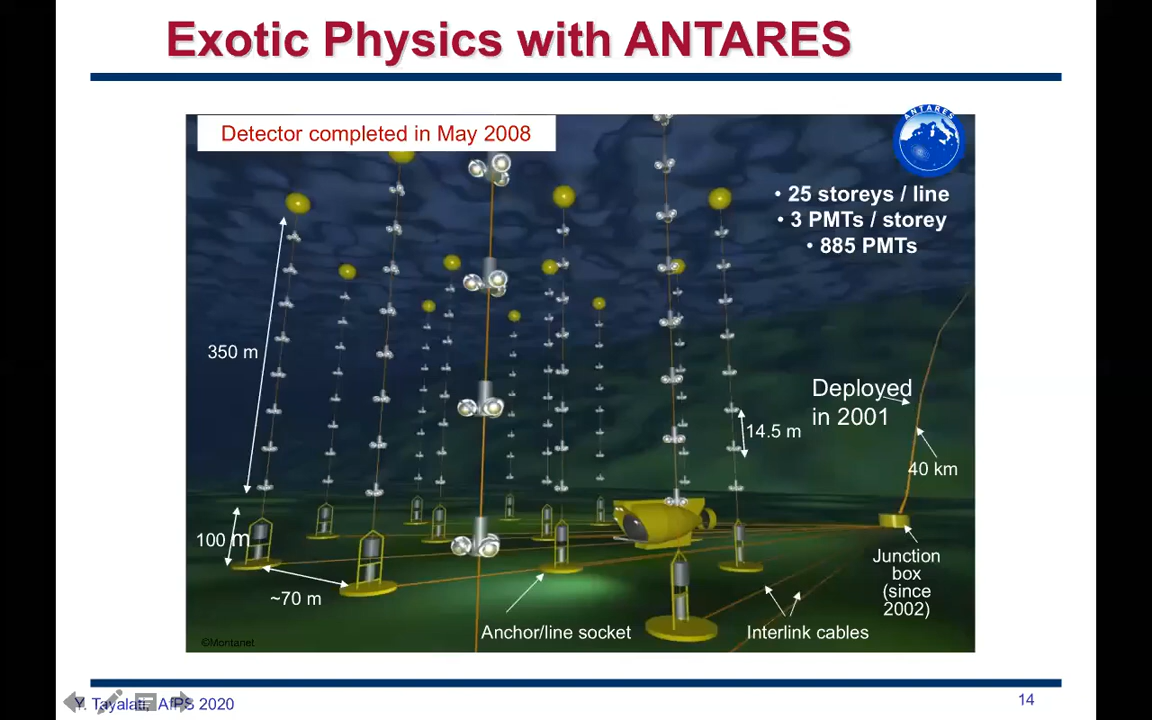 Exotic Physics with ANTARES
Detector completed in May 2008
ANTARES
• 25 storeys / line
• 3 PMTs / storey
• 885 PMTs
350 m
Deployed
in 2001
14.5 m
40 km
100 m
~70 m
Junction
box
(since
2002)
Anchor/line socket
Interlink cables
©Montanet
Y. Tayalati, AfPS 2020
14